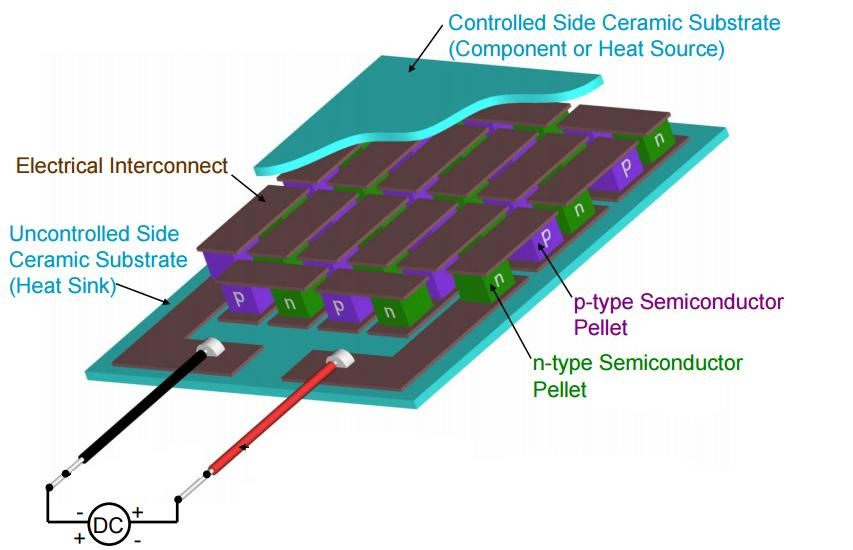 Controlled Side Ceramic Substrate
(Component or Heat Source)
Electrical Interconnect
Uncontrolled Side
Ceramic Substrate
(Heat Sink)
n
p
n
p
n
p
n
p
n
p-type Semiconductor
Pellet
n-type Semiconductor
Pellet
- DC +
+ -